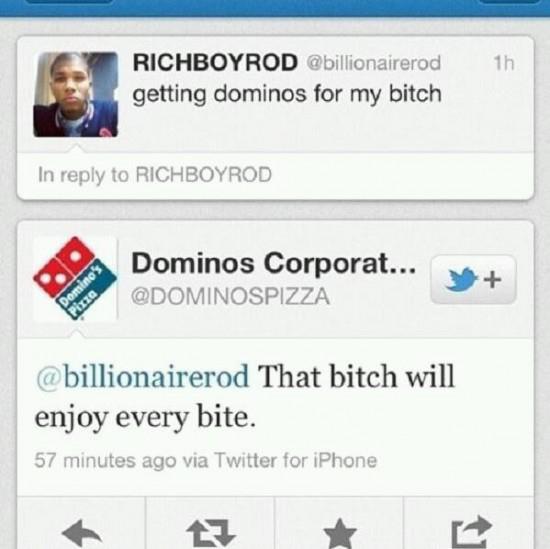 RICHBOYROD @billionairerod 1h
getting dominos for my bitch
In reply to RICHBOYROD
Domino's
Pizza
Dominos Corporat...
@DOMINOSPIZZA
+
@billionairerod That bitch will
enjoy every bite.
57 minutes ago via Twitter for iPhone